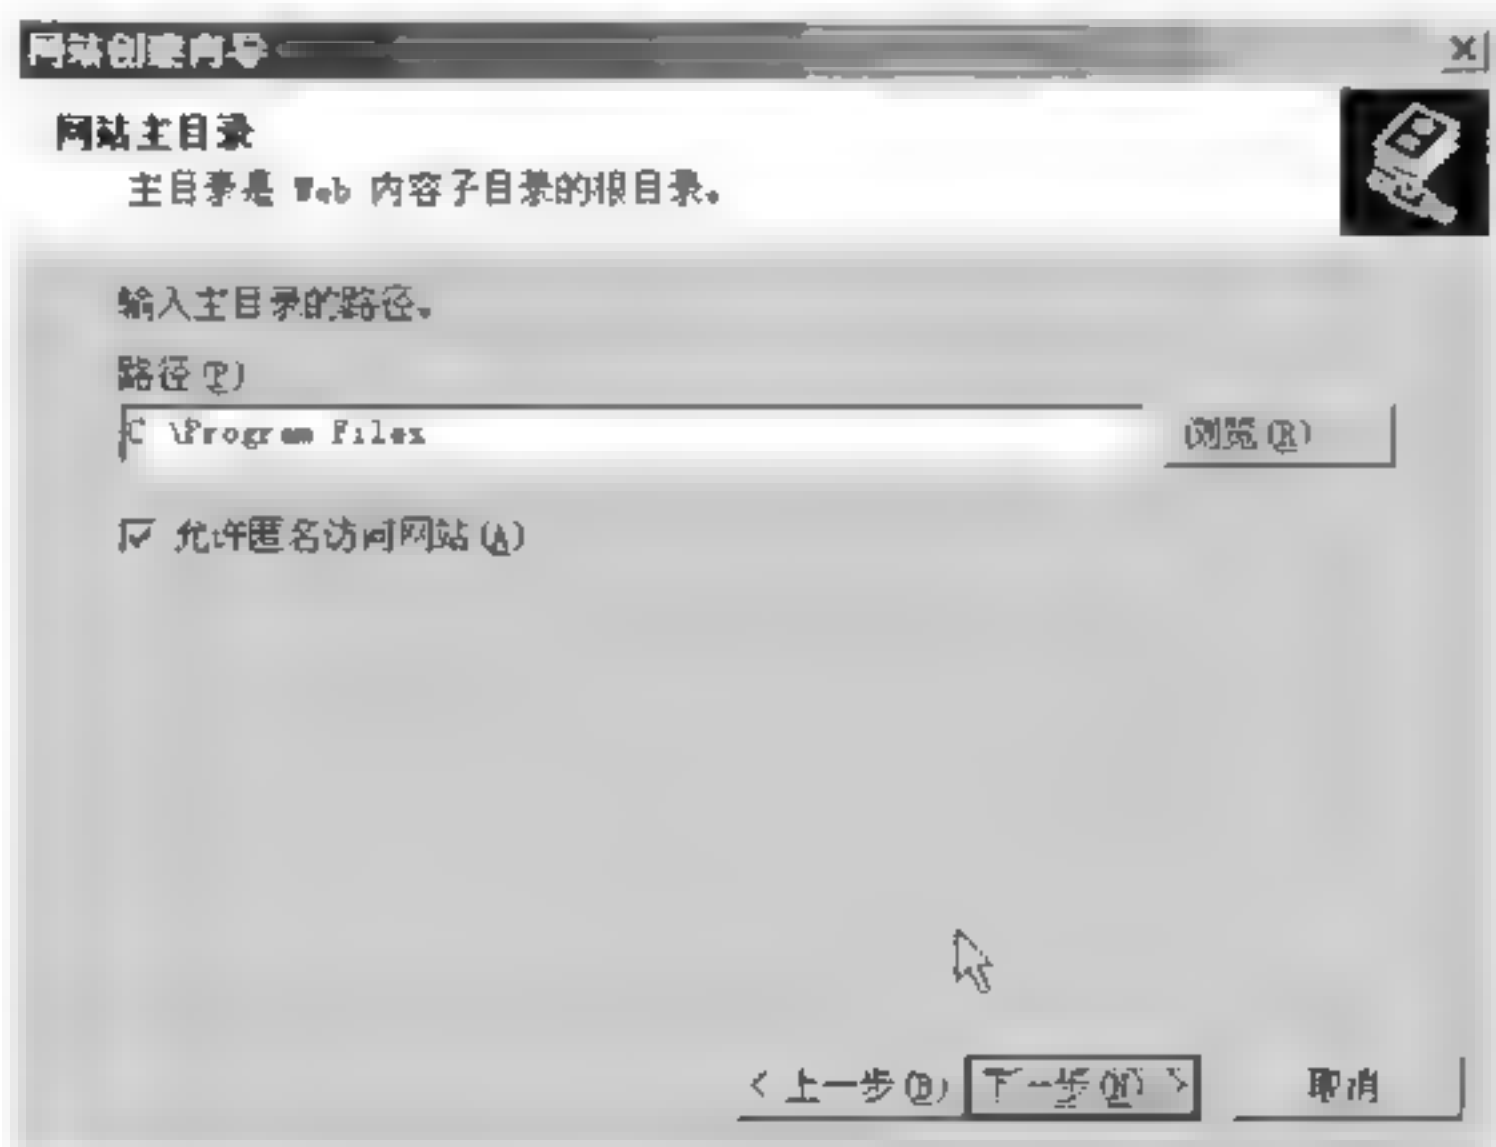 网站创建向导
网站主目录
主目录是 Web 内容子目录的根目录。
输入主目录的路径。
路径(P)
C \Program Files
浏览(R)
允许匿名访问网站(A)
< 上一步(B) 下一步(N) > 取消